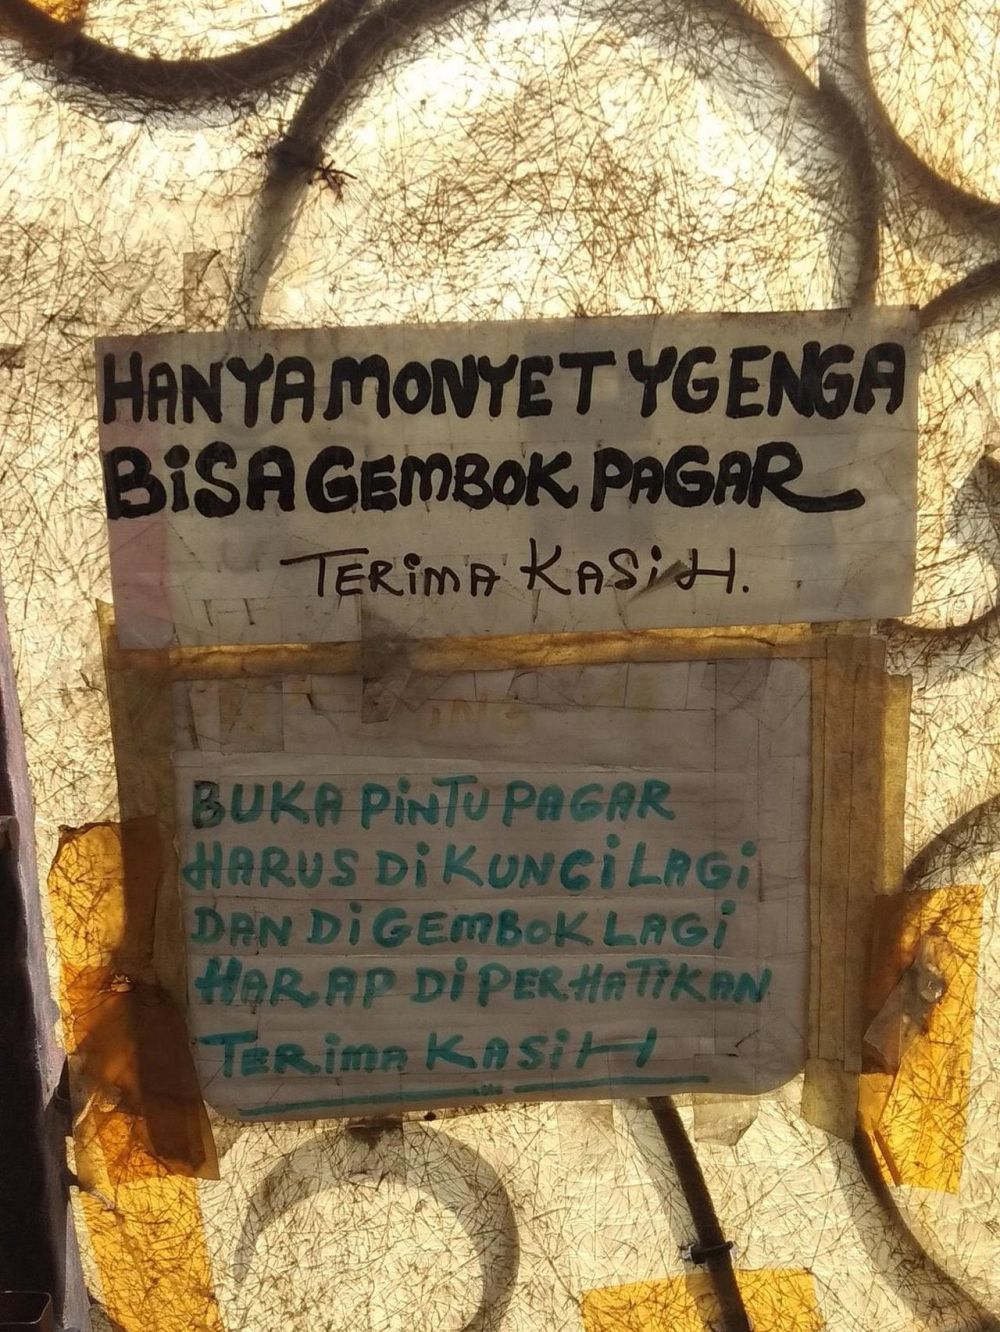 HANYA MONYET YG ENGA
BISA GEMBOK PAGAR
TERIMA KASIH.
BUKA PINTU PAGAR
HARUS DI KUNCI LAGI
DAN DI GEMBOK LAGI
HARAP DI PERHATIKAN
TERIMA KASIH